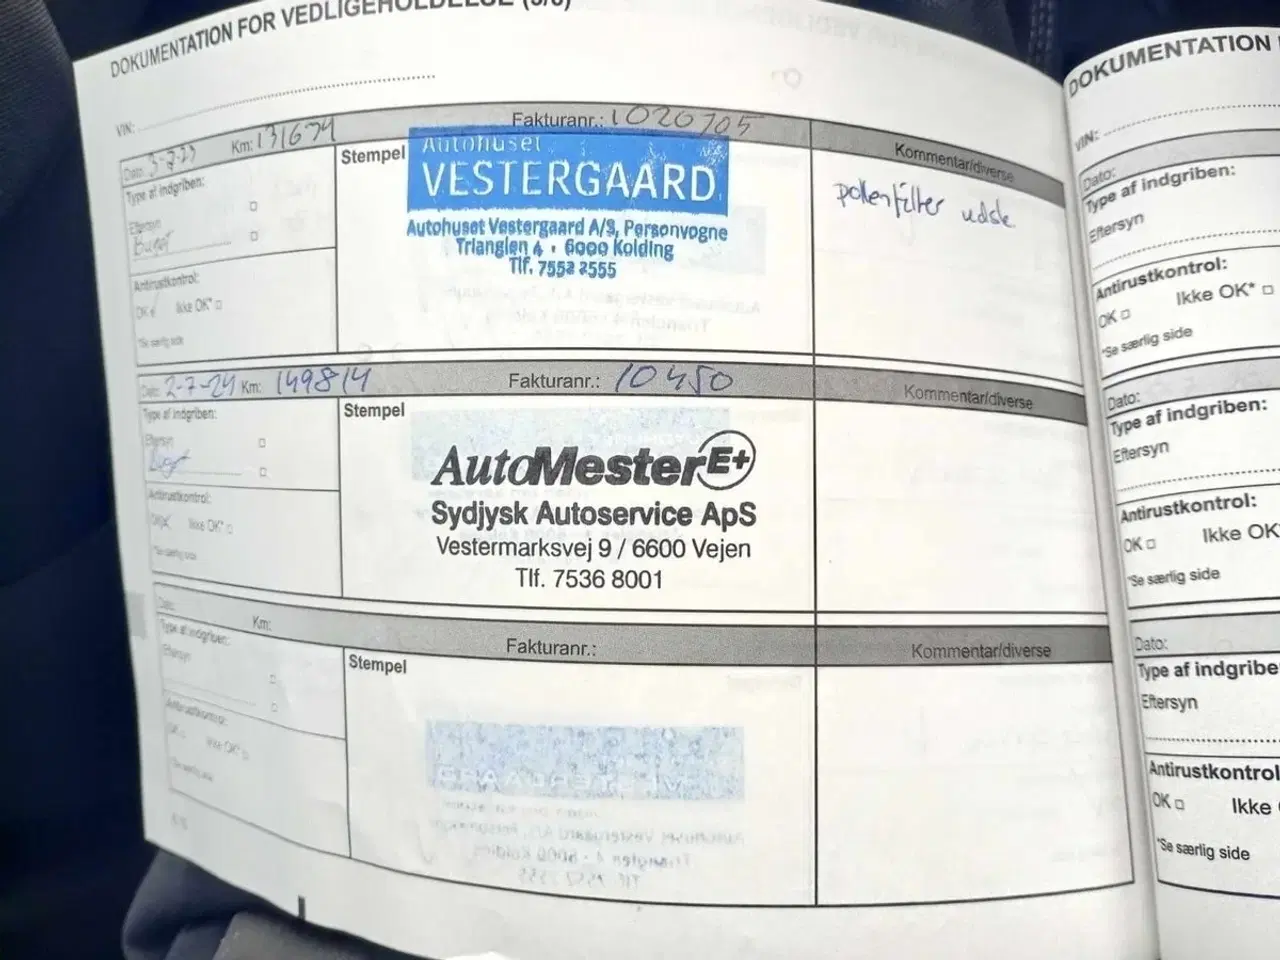 DOKUMENTATION FOR VEDLIGEHOLDELSE
VIN:
Dato: Km: 131674 Fakturanr.: 1020705
Kommentar/diverse
Type af indgriben:
Stempel
Eftersyn
Antirustkontrol:
OK Ikke OK*
*Se særlig side
Autohuset
VESTERGAARD
Autohuset Vestergaard A/S, Personvogne
Trianglen 4 · 6000 Kolding
Tlf. 7552 2555
pollenfilter udsk
Dato: 2-7-24 Km: 149814 Fakturanr.: 10450
Kommentar/diverse
Type af indgriben:
Stempel
Eftersyn
Antirustkontrol:
OK Ikke OK*
*Se særlig side
AutoMester E+
Sydjysk Autoservice ApS
Vestermarksvej 9 / 6600 Vejen
Tlf. 7536 8001
Dato: Km: Fakturanr.:
Kommentar/diverse
Type af indgriben:
Stempel
Eftersyn
Antirustkontrol:
OK Ikke OK*
*Se særlig side
DOKUMENTATION
VIN:
Dato:
Type af indgriben:
Eftersyn
Antirustkontrol:
OK Ikke OK*
*Se særlig side
Dato:
Type af indgriben:
Eftersyn
Antirustkontrol:
OK Ikke OK
*Se særlig side
Dato:
Type af indgribe
Eftersyn
Antirustkontrol
OK Ikke
*Se særlig side